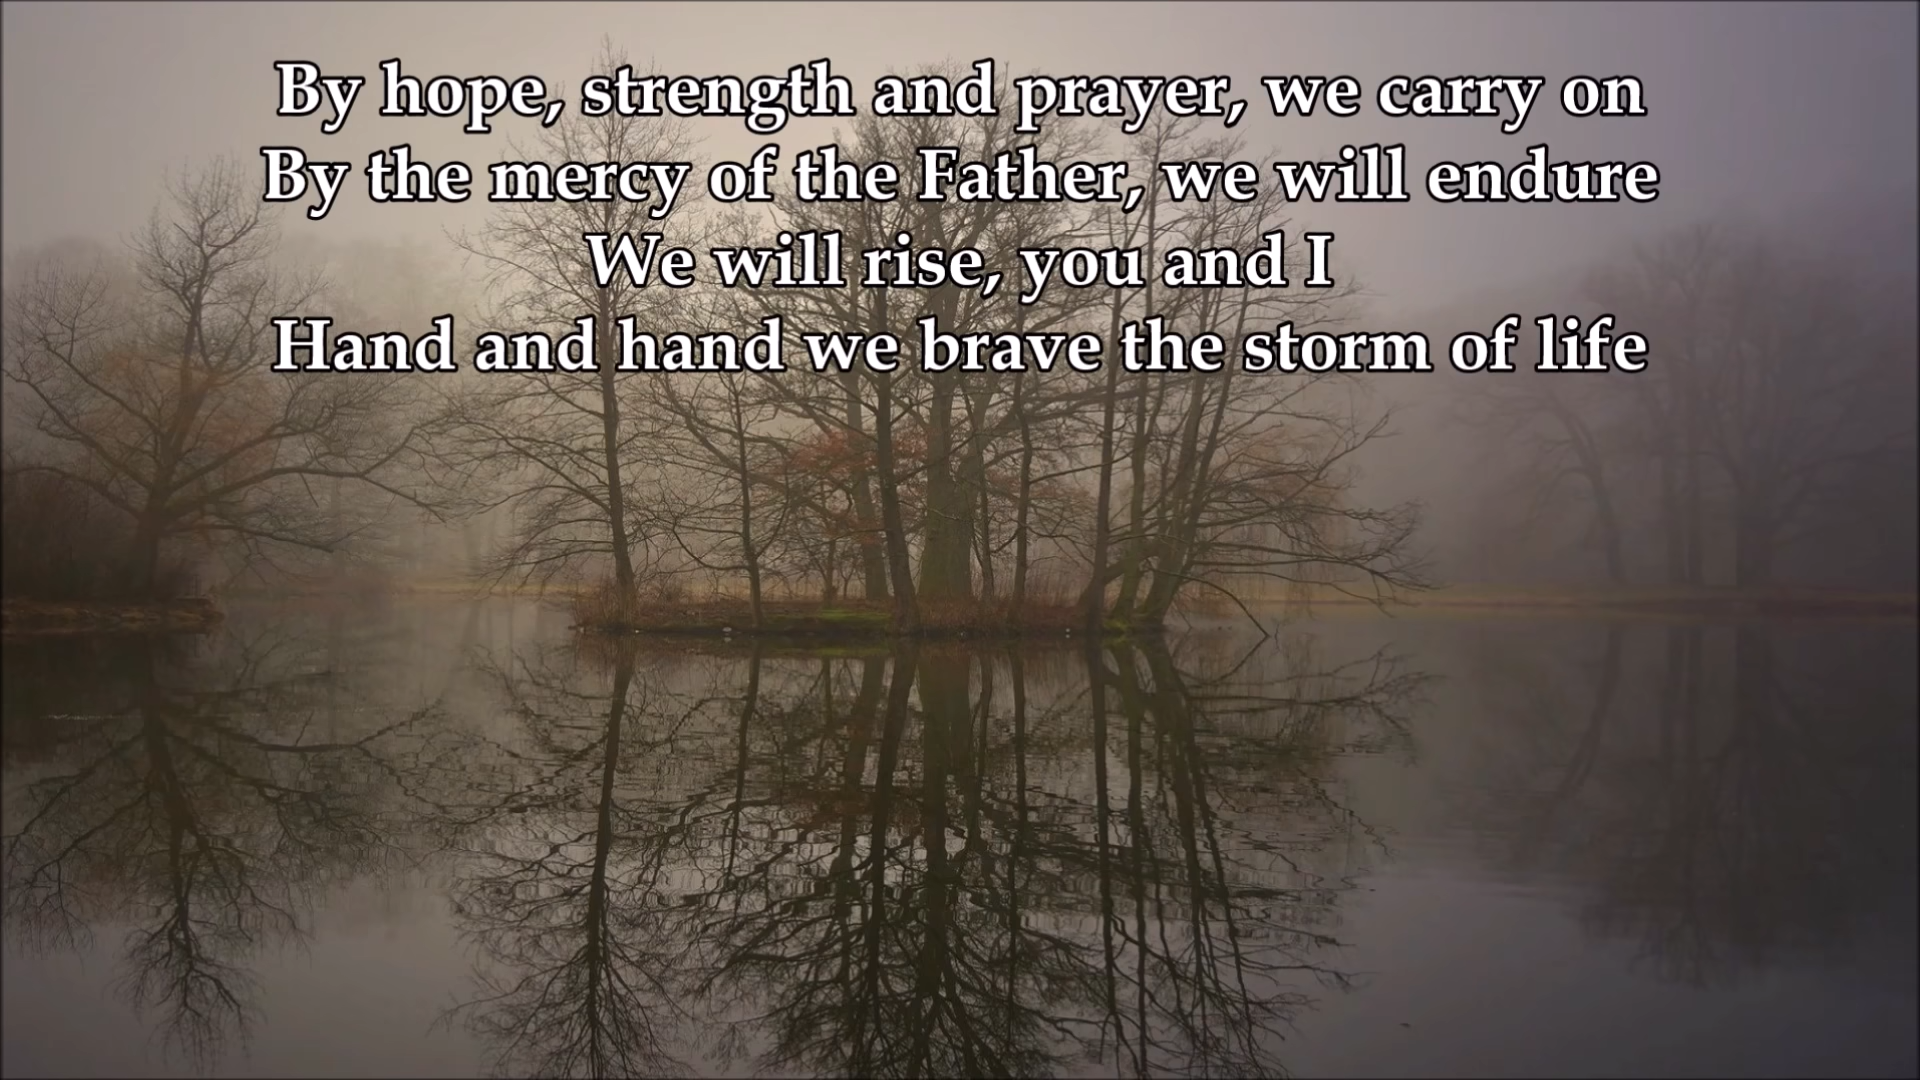 By hope, strength and prayer, we carry on
By the mercy of the Father, we will endure
We will rise, you and I
Hand and hand we brave the storm of life